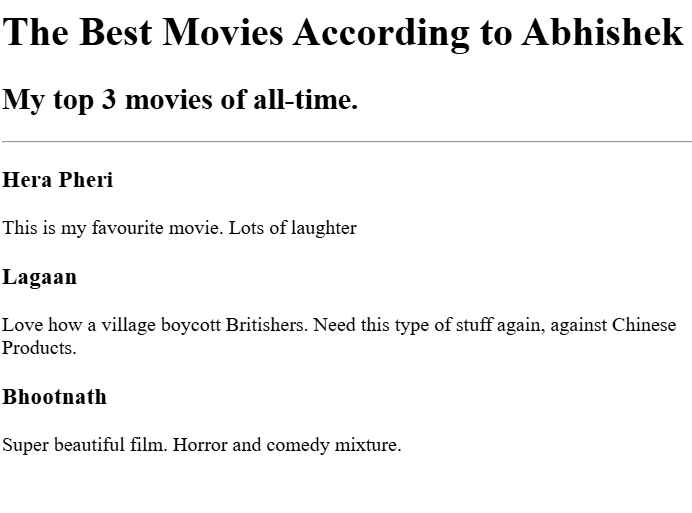 The Best Movies According to Abhishek
My top 3 movies of all-time.
Hera Pheri
This is my favourite movie. Lots of laughter
Lagaan
Love how a village boycott Britishers. Need this type of stuff again, against Chinese
Products.
Bhootnath
Super beautiful film. Horror and comedy mixture.